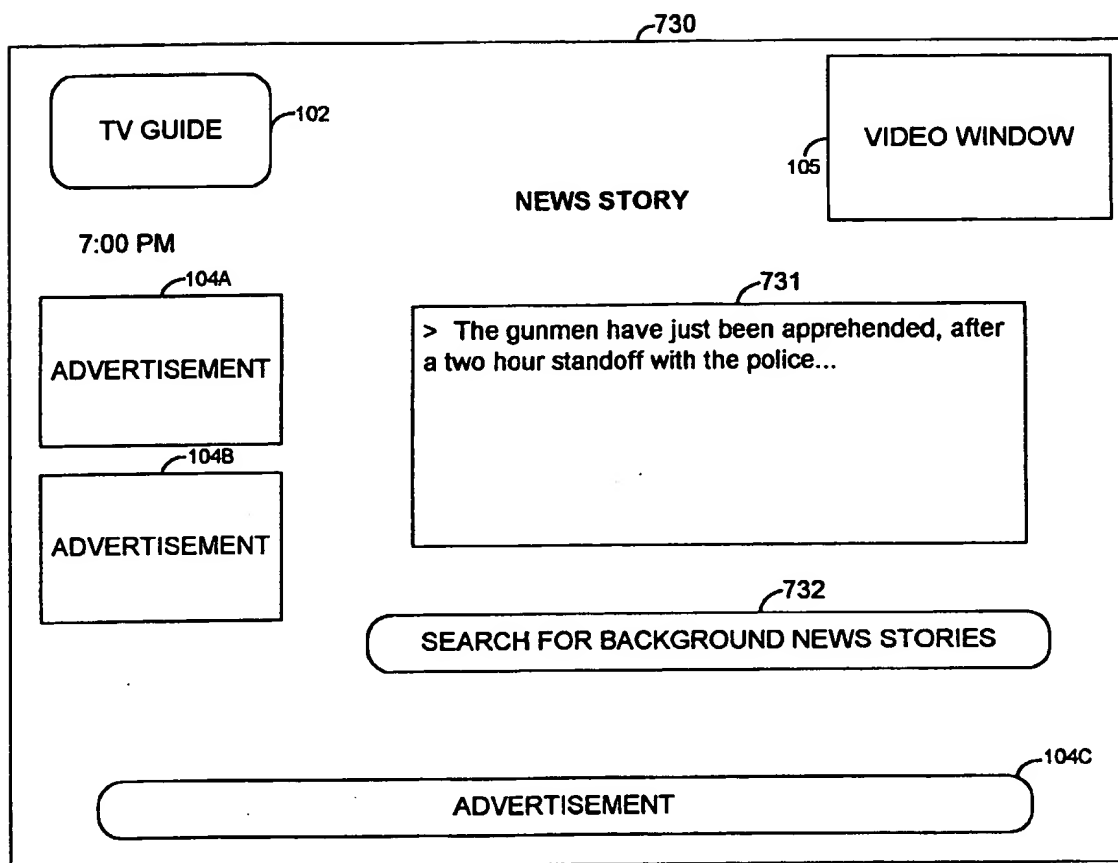 730
TV GUIDE
102
VIDEO WINDOW
105
NEWS STORY
7:00 PM
104A
ADVERTISEMENT
731
> The gunmen have just been apprehended, after
a two hour standoff with the police...
104B
ADVERTISEMENT
732
SEARCH FOR BACKGROUND NEWS STORIES
104C
ADVERTISEMENT